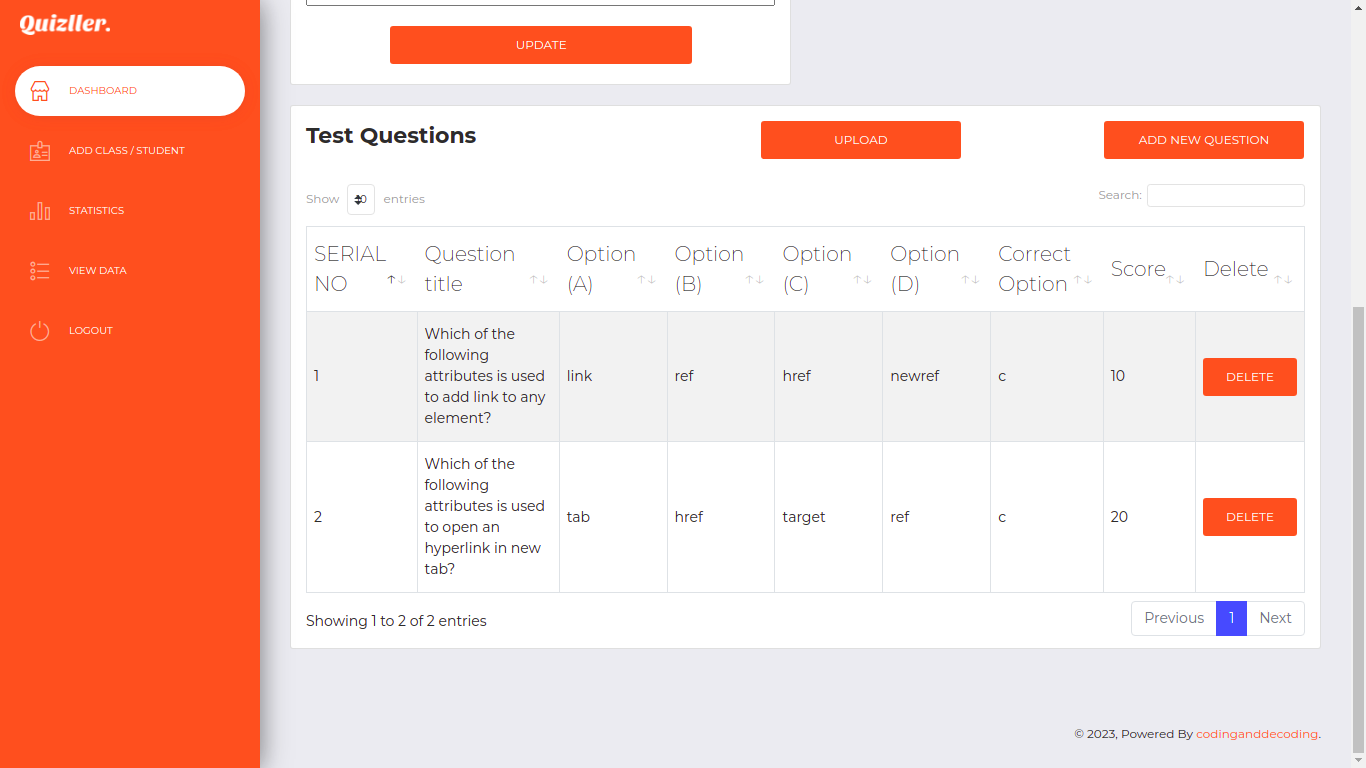 Quizller.
DASHBOARD
ADD CLASS / STUDENT
STATISTICS
VIEW DATA
LOGOUT
UPDATE
Test Questions
UPLOAD
ADD NEW QUESTION
Show 10 entries
Search:
SERIAL NO
Question title
Option (A)
Option (B)
Option (C)
Option (D)
Correct Option
Score
Delete
1
Which of the
following
attributes is used
to add link to any
element?
link
ref
href
newref
c
10
DELETE
2
Which of the
following
attributes is used
to open an
hyperlink in new
tab?
tab
href
target
ref
c
20
DELETE
Showing 1 to 2 of 2 entries
Previous 1 Next
© 2023, Powered By codinganddecoding.